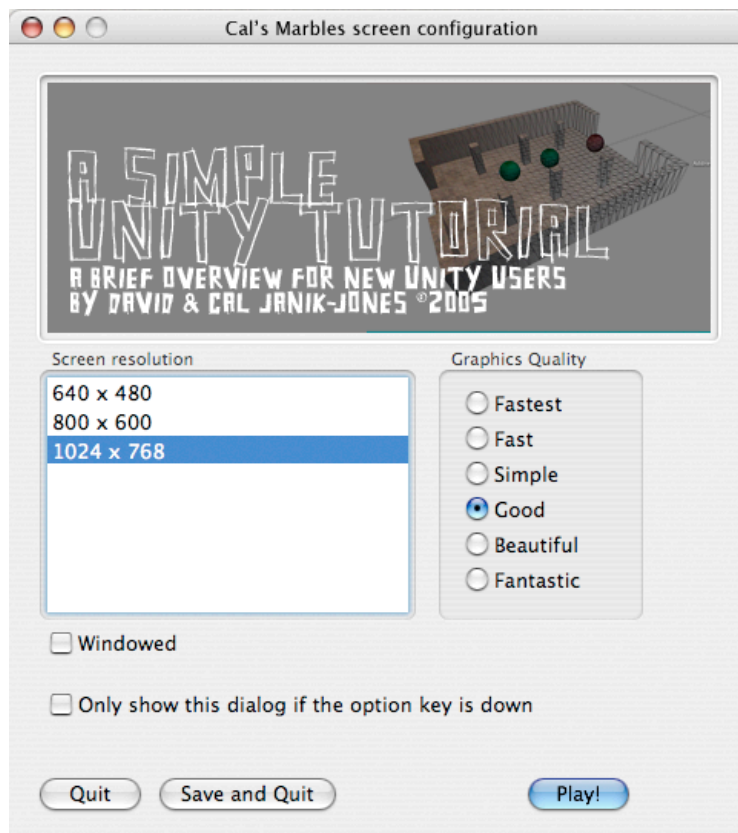 Cal's Marbles screen configuration
A SIMPLE
UNITY TUTORIAL
A BRIEF OVERVIEW FOR NEW UNITY USERS
BY DAVID & CAL JANIK-JONES ©2005
Screen resolution
640 x 480
800 x 600
1024 x 768
Graphics Quality
Fastest
Fast
Simple
Good
Beautiful
Fantastic
Windowed
Only show this dialog if the option key is down
Quit
Save and Quit
Play!